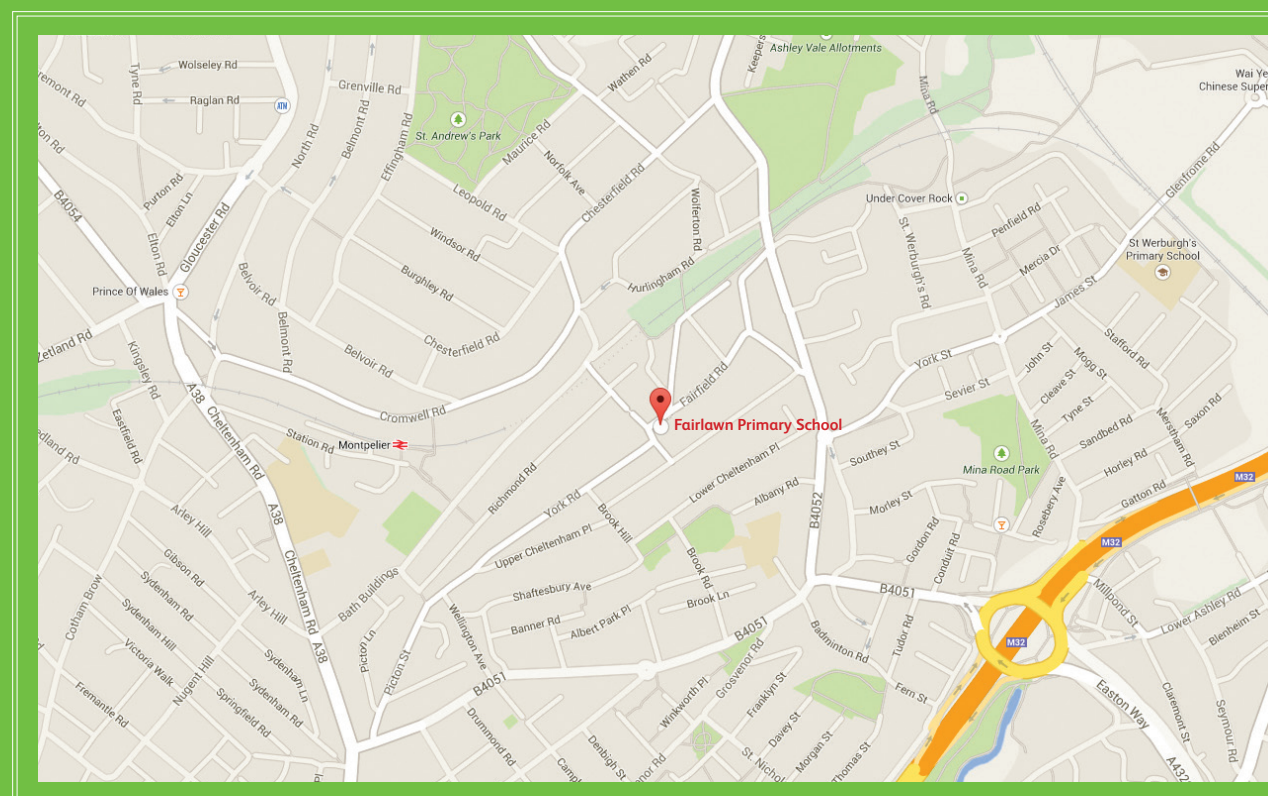 Ashley Vale Allotments
Wolseley Rd
Tyne Rd
Raglan Rd
ATM
Grenville Rd
Wathen Rd
Mina Rd
Wai Ye
Chinese Super
St. Andrew's Park
Maurice Rd
North Rd
Belmont Rd
Effingham Rd
Norfolk Ave
Chesterfield Rd
Leopold Rd
Purton Rd
Elton Ln
Elton Rd
B4054
Gloucester Rd
Windsor Rd
Wolferton Rd
Under Cover Rock
St. Werburgh's Rd
Penfield Rd
Mina Rd
Mercia Dr
Glenfrome Rd
St Werburgh's
Primary School
James St
Burghley Rd
Hurlingham Rd
Belvoir Rd
Prince Of Wales
Belmont Rd
Zetland Rd
Kingsley Rd
Belvoir Rd
Chesterfield Rd
York St
John St
Stafford Rd
Mogg St
Cleave St
Sevier St
Tyne St
Fairfield Rd
A38
Cheltenham Rd
Cromwell Rd
Fairlawn Primary School
Eastfield Rd
Station Rd
Montpelier
Mina Rd
Sandbed Rd
Merstham Rd
Saxon Rd
Southey St
Mina Road Park
Horley Rd
Gatton Rd
M32
Richmond Rd
Lower Cheltenham Pl
Albany Rd
B4052
Morley St
Rosebery Ave
York Rd
Brook Hill
Arley Hill
A38
Upper Cheltenham Pl
Gordon Rd
Conduit Rd
M32
Gibson Rd
Cheltenham Rd
Cotham Brow
Sydenham Rd
Bath Buildings
Shaftesbury Ave
Brook Rd
Brook Ln
B4051
Millpond St
Lower Ashley Rd
Blenheim St
Sydenham Hill
Arley Hill
Wellington Ave
Banner Rd
Albert Park Pl
B4051
Badminton Rd
Tudor Rd
M32
Victoria Walk
Nugent Hill
Picton Ln
A38
Picton St
B4051
Grosvenor Rd
Winkworth Pl
Franklyn St
Fern St
Easton Way
Claremont St
Seymour Rd
Fremantle Rd
Springfield Rd
Sydenham Rd
Sydenham Ln
Drummond Rd
Denbigh St
Davey St
Morgan St
Thomas St
St. Nichol
A432